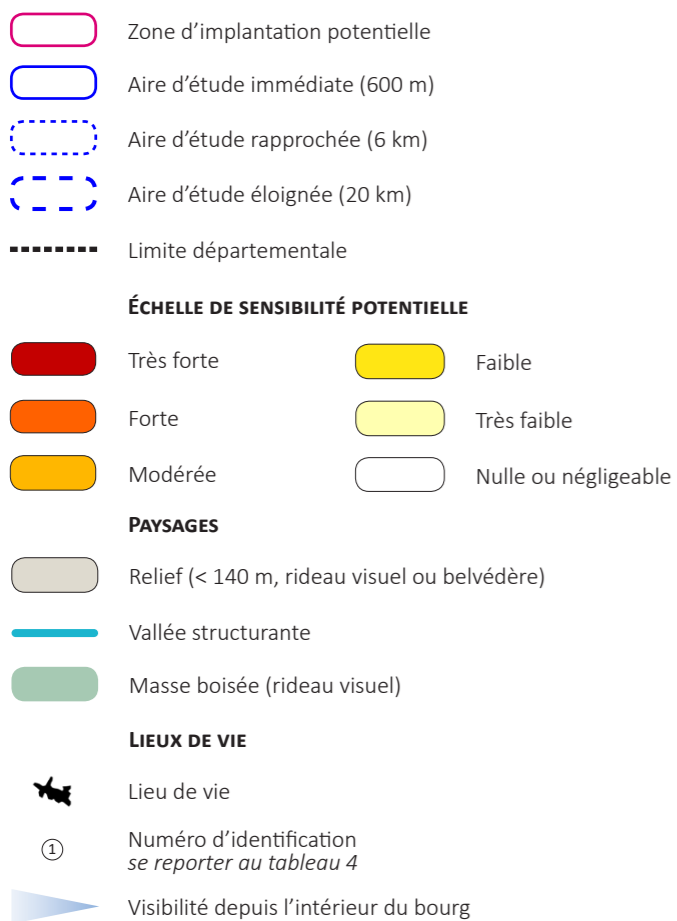 Zone d’implantation potentielle
Aire d’étude immédiate (600 m)
Aire d’étude rapprochée (6 km)
Aire d’étude éloignée (20 km)
Limite départementale
ÉCHELLE DE SENSIBILITÉ POTENTIELLE
Très forte
Faible
Forte
Très faible
Modérée
Nulle ou négligeable
PAYSAGES
Relief (< 140 m, rideau visuel ou belvédère)
Vallée structurante
Masse boisée (rideau visuel)
LIEUX DE VIE
Lieu de vie
1
Numéro d’identification
se reporter au tableau 4
Visibilité depuis l’intérieur du bourg